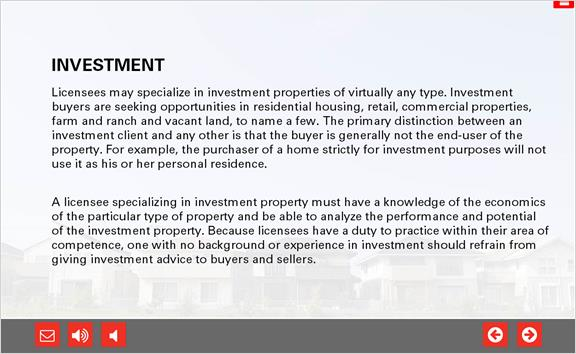 INVESTMENT
Licensees may specialize in investment properties of virtually any type. Investment
buyers are seeking opportunities in residential housing, retail, commercial properties,
farm and ranch and vacant land, to name a few. The primary distinction between an
investment client and any other is that the buyer is generally not the end-user of the
property. For example, the purchaser of a home strictly for investment purposes will not
use it as his or her personal residence.
A licensee specializing in investment property must have a knowledge of the economics
of the particular type of property and be able to analyze the performance and potential
of the investment property. Because licensees have a duty to practice within their area of
competence, one with no background or experience in investment should refrain from
giving investment advice to buyers and sellers.